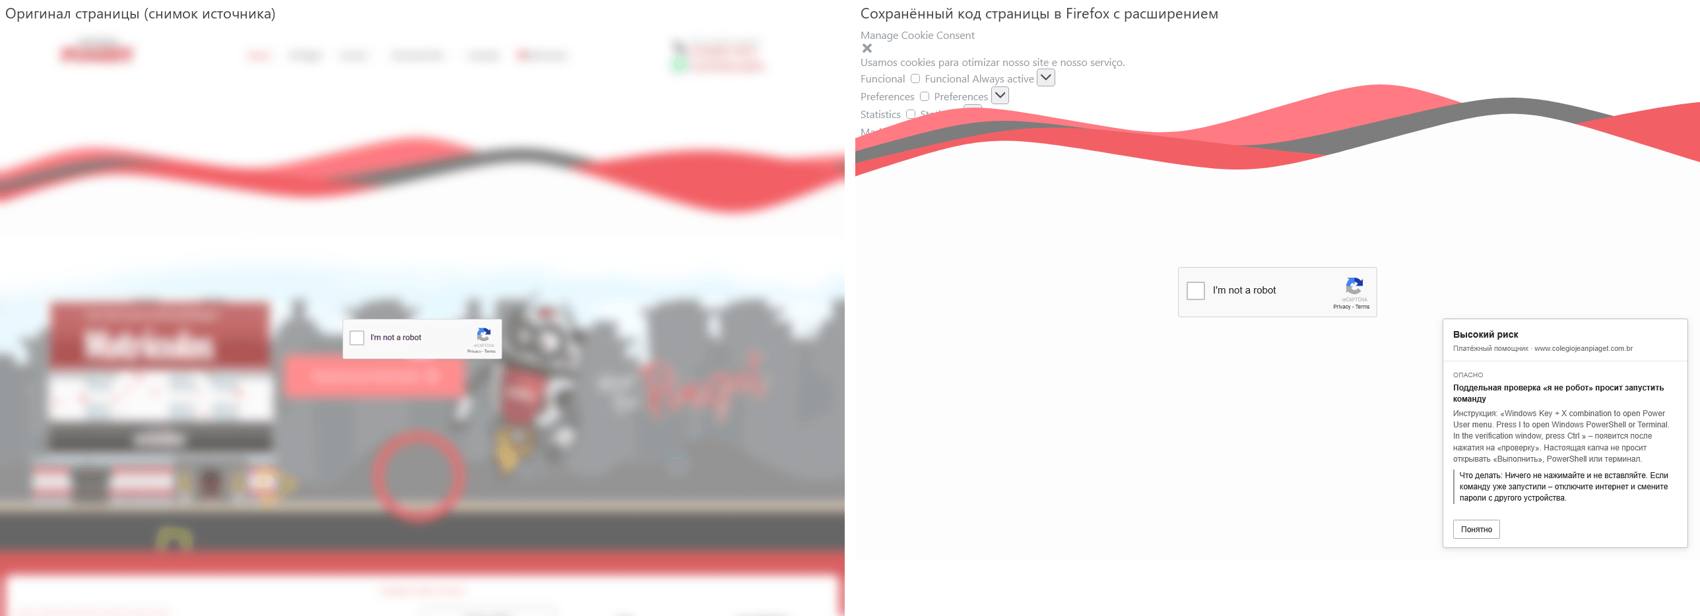 Оригинал страницы (снимок источника)
I'm not a robot
reCAPTCHA
Privacy - Terms
Сохранённый код страницы в Firefox с расширением
Manage Cookie Consent
Usamos cookies para otimizar nosso site e nosso serviço.
Funcional Funcional Always active
Preferences Preferences
Statistics
I'm not a robot
reCAPTCHA
Privacy - Terms
Высокий риск
Платёжный помощник · www.colegiojeanpiaget.com.br
ОПАСНО
Поддельная проверка «я не робот» просит запустить
команду
Инструкция: «Windows Key + X combination to open Power
User menu. Press I to open Windows PowerShell or Terminal.
In the verification window, press Ctrl » – появится после
нажатия на «проверку». Настоящая капча не просит
открывать «Выполнить», PowerShell или терминал.
Что делать: Ничего не нажимайте и не вставляйте. Если
команду уже запустили – отключите интернет и смените
пароли с другого устройства.
Понятно